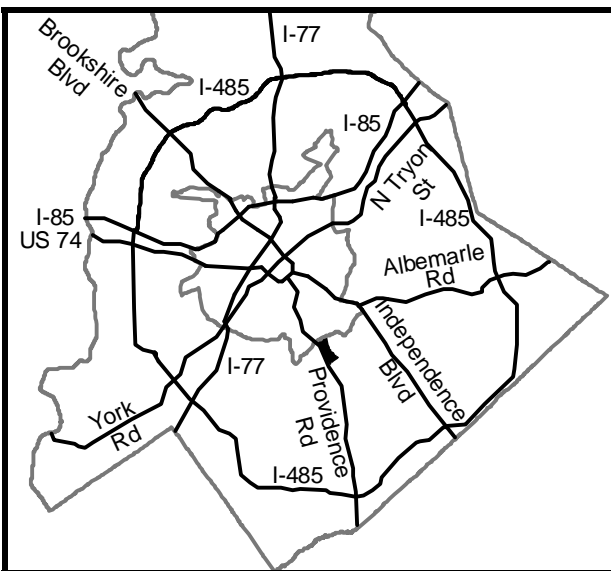 I-77
Brookshire
Blvd
I-485
I-85
N Tryon
St
I-85
US 74
I-485
Albemarle
Rd
Independence
Blvd
I-77
Providence
Rd
York
Rd
I-485